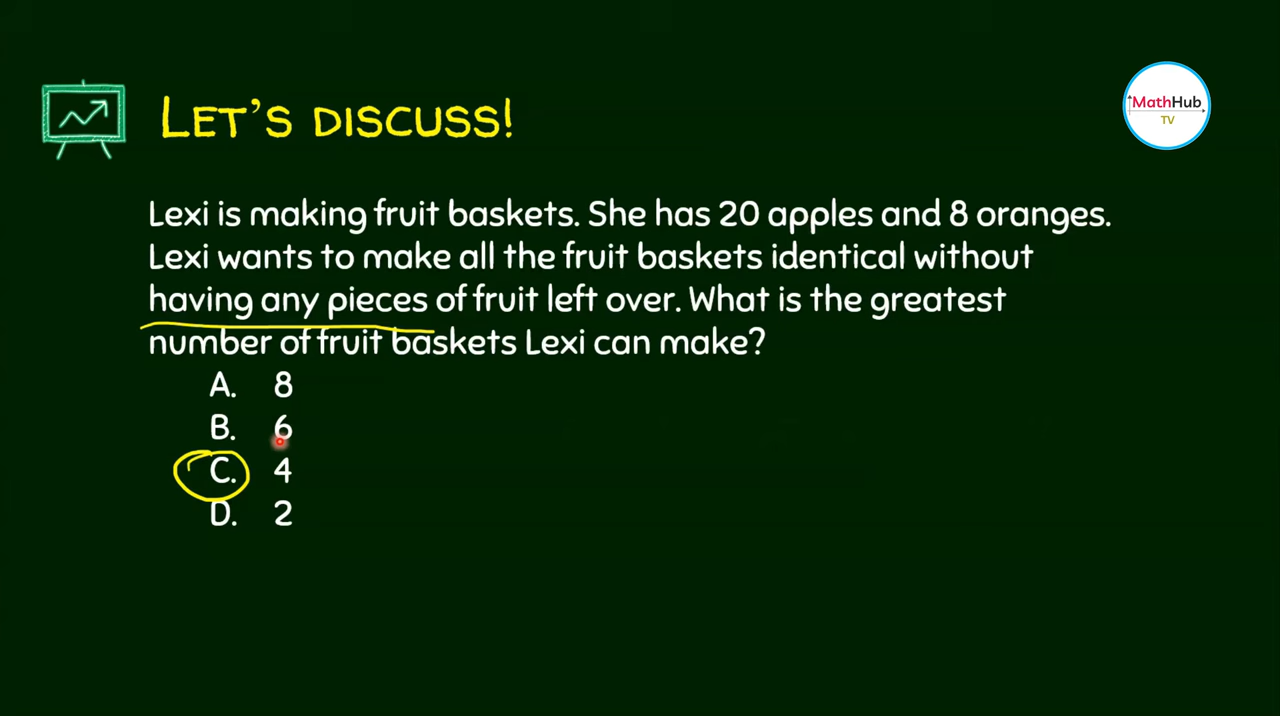 LET'S DISCUSS!
MathHub
TV
Lexi is making fruit baskets. She has 20 apples and 8 oranges.
Lexi wants to make all the fruit baskets identical without
having any pieces of fruit left over. What is the greatest
number of fruit baskets Lexi can make?
A. 8
B. 6
C. 4
D. 2